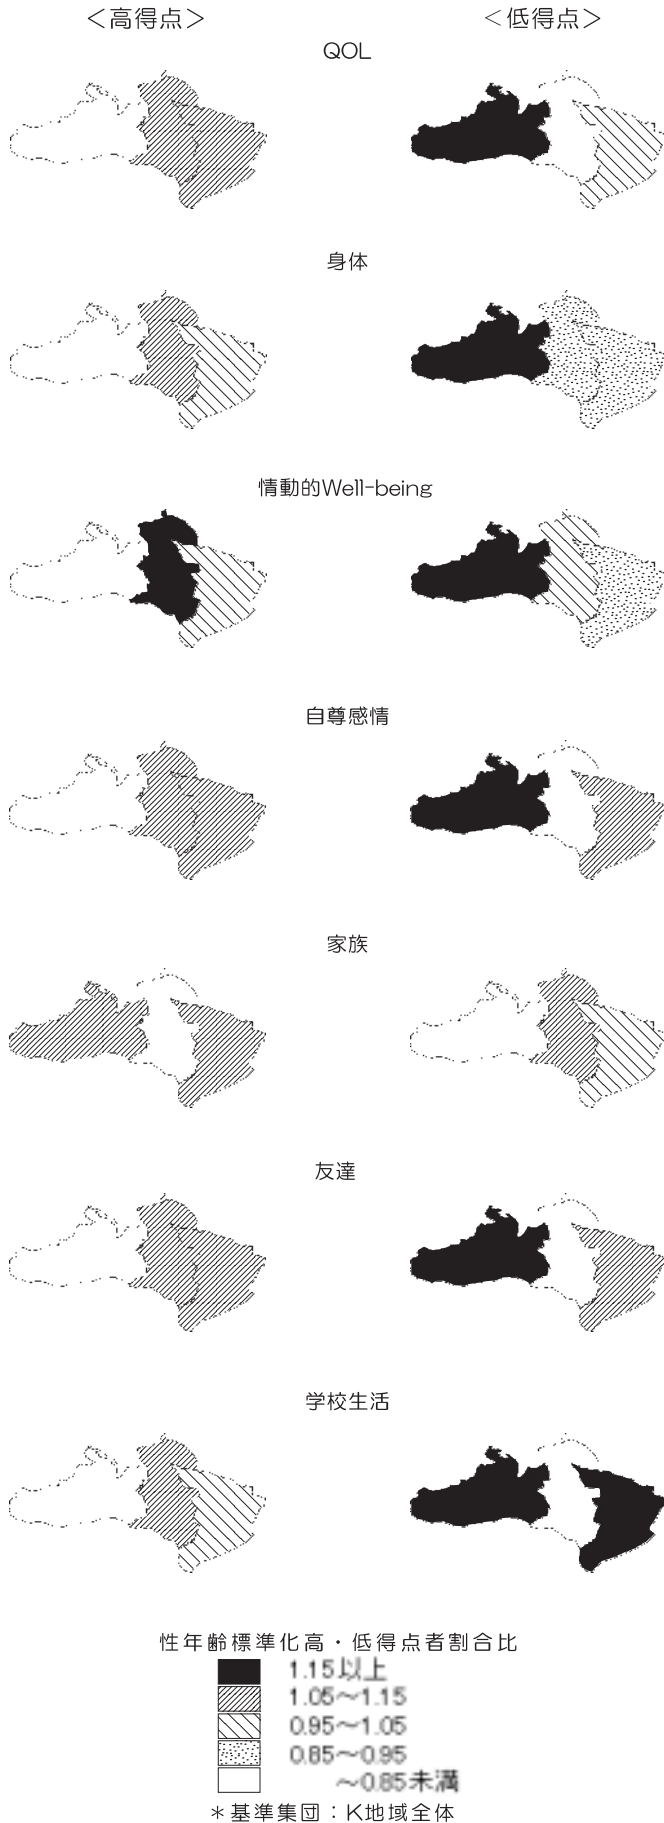 ＜高得点＞ ＜低得点＞
QOL
身体
情動的Well-being
自尊感情
家族
友達
学校生活
性年齢標準化高・低得点者割合比
1.15以上
1.05〜1.15
0.95〜1.05
0.85〜0.95
〜0.85未満
＊基準集団：K地域全体